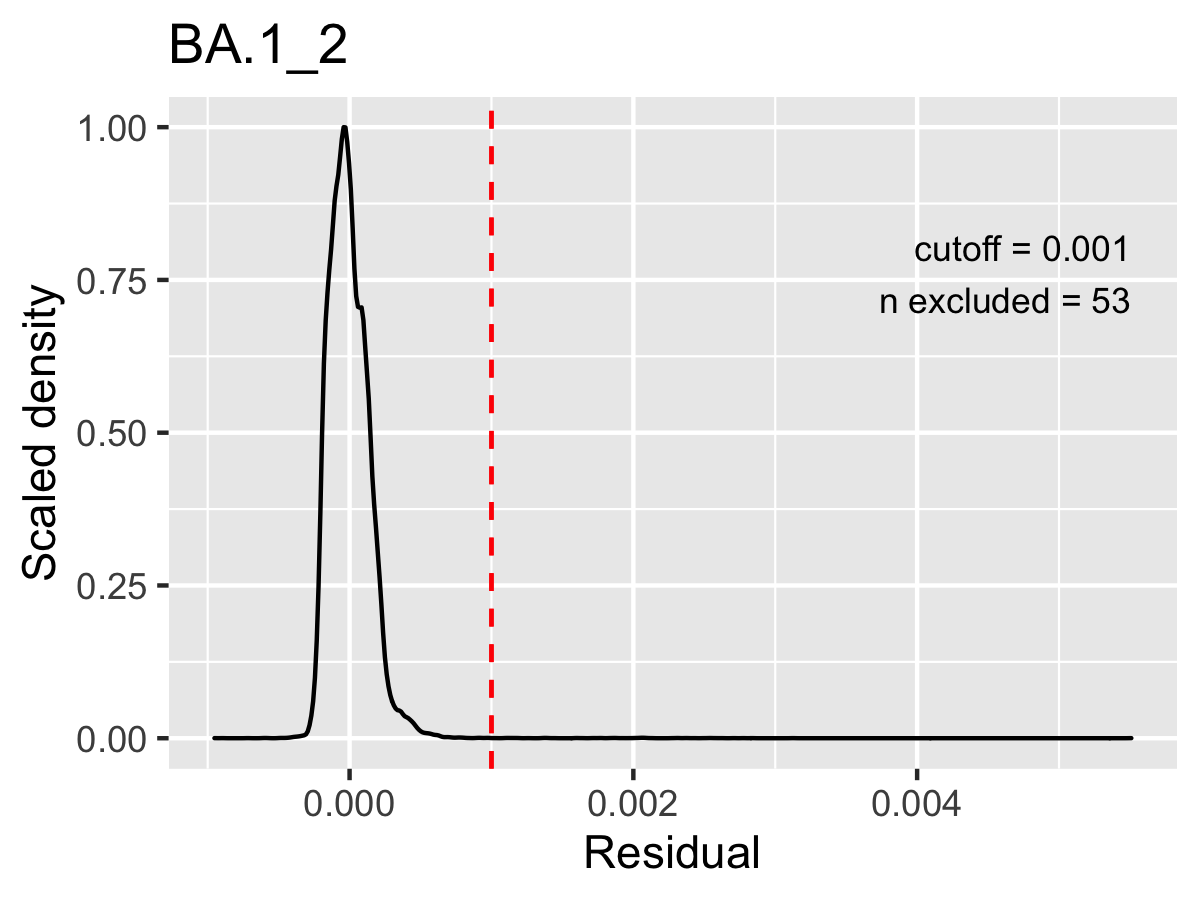 BA.1_2
1.00
0.75
0.50
0.25
0.00
Scaled density
cutoff = 0.001
n excluded = 53
0.000
0.002
0.004
Residual